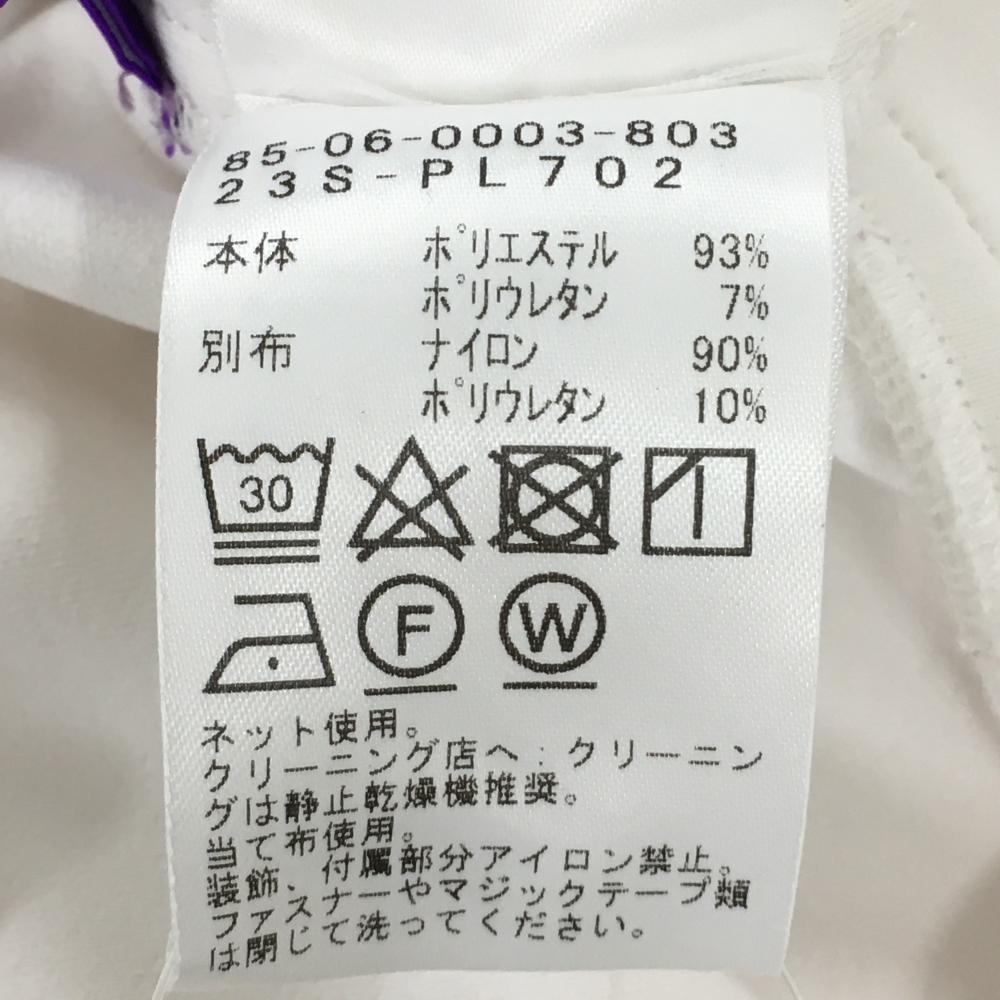 85-06-0003-803
23S-PL702
本体 ポリエステル 93%
ポリウレタン 7%
別布 ナイロン 90%
ポリウレタン 10%
30
F W
ネット使用。
クリーニング店へ:クリーニン
グは静止乾燥機推奨。
当て布使用。
装飾、付属部分アイロン禁止。
ファスナーやマジックテープ類
は閉じて洗ってください。